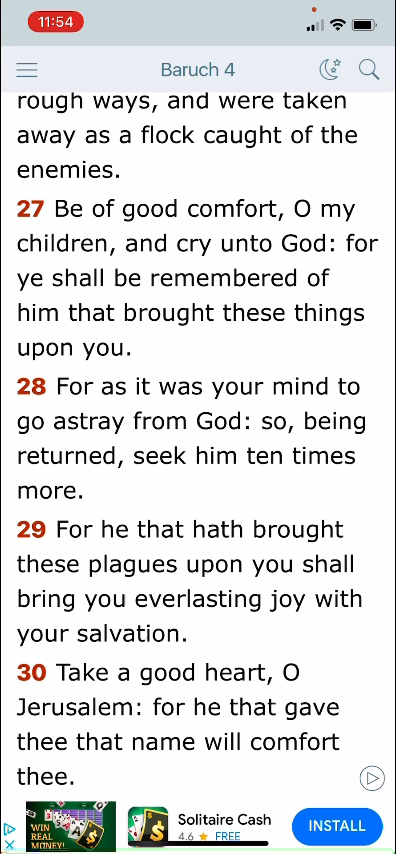 11:54
Baruch 4
rough ways, and were taken
away as a flock caught of the
enemies.
27 Be of good comfort, O my
children, and cry unto God: for
ye shall be remembered of
him that brought these things
upon you.
28 For as it was your mind to
go astray from God: so, being
returned, seek him ten times
more.
29 For he that hath brought
these plagues upon you shall
bring you everlasting joy with
your salvation.
30 Take a good heart, O
Jerusalem: for he that gave
thee that name will comfort
thee.
WIN
REAL
MONEY!
Solitaire Cash
4.6 ★ FREE
INSTALL